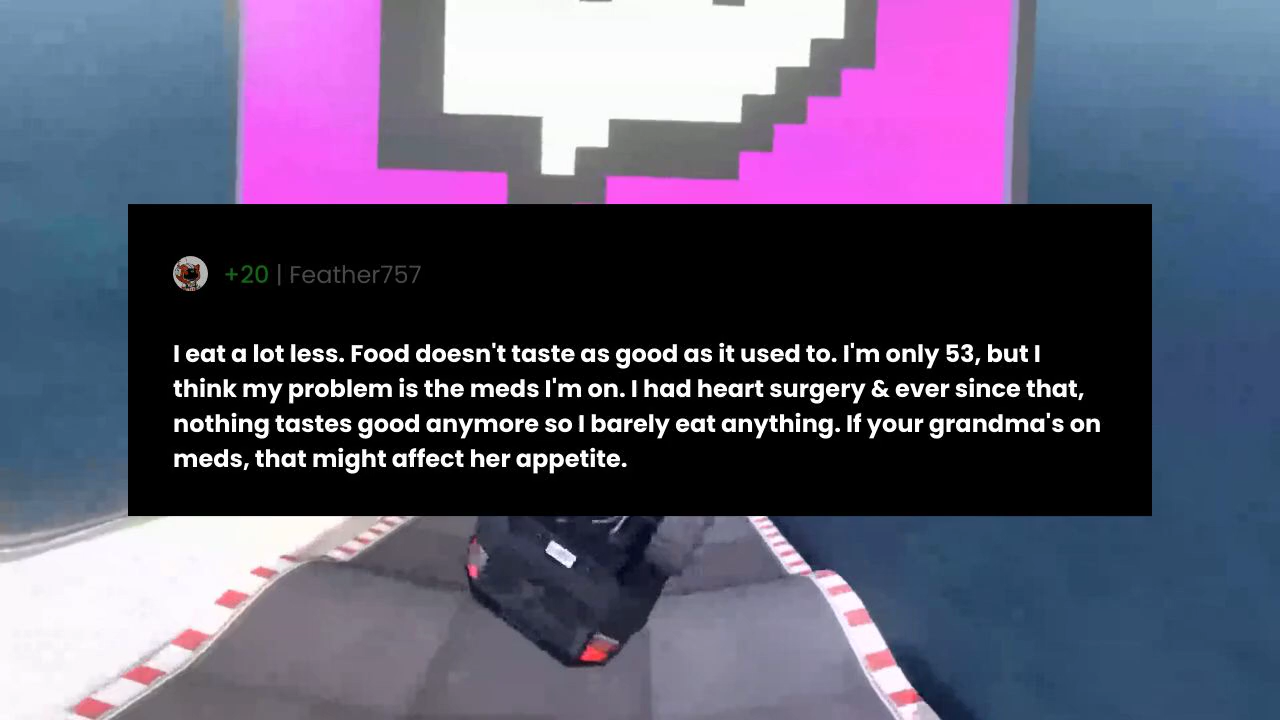 +20 | Feather757
I eat a lot less. Food doesn't taste as good as it used to. I'm only 53, but I
think my problem is the meds I'm on. I had heart surgery & ever since that,
nothing tastes good anymore so I barely eat anything. If your grandma's on
meds, that might affect her appetite.